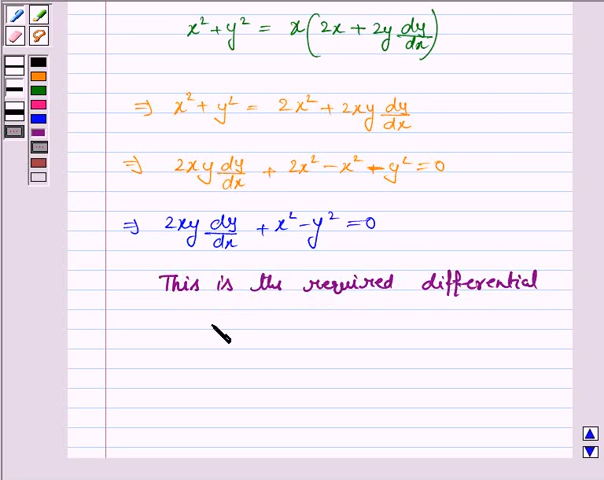 x² + y² = x(2x + 2y dy/dx)
⇒ x² + y² = 2x² + 2xy dy/dx
⇒ 2xy dy/dx + 2x² - x² - y² = 0
⇒ 2xy dy/dx + x² - y² = 0
This is the required differential